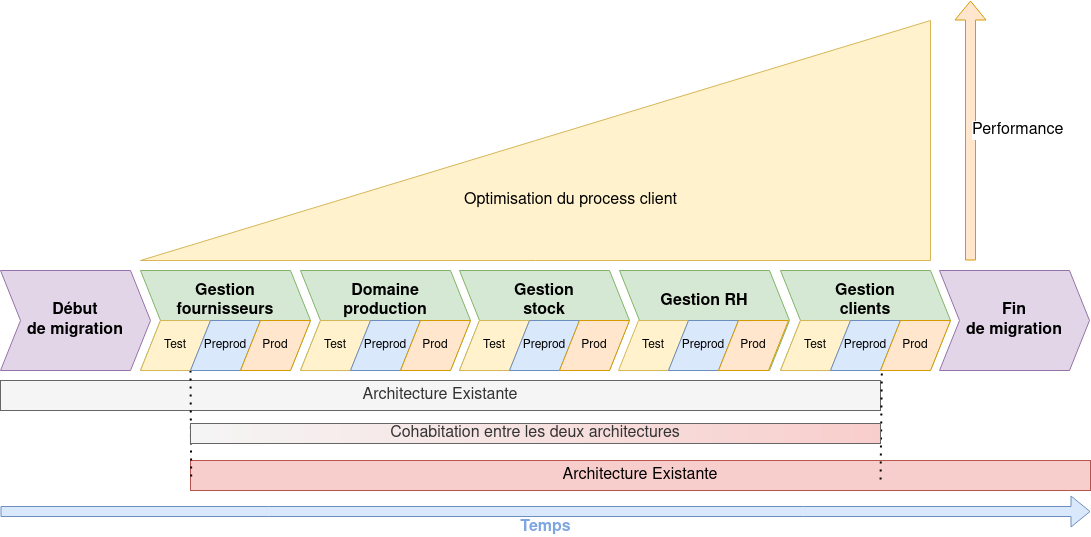 Performance
Optimisation du process client
Début
de migration
Gestion
fournisseurs
Domaine
production
Gestion
stock
Gestion RH
Gestion
clients
Fin
de migration
Test Preprod Prod
Test Preprod Prod
Test Preprod Prod
Test Preprod Prod
Test Preprod Prod
Architecture Existante
Cohabitation entre les deux architectures
Architecture Existante
Temps